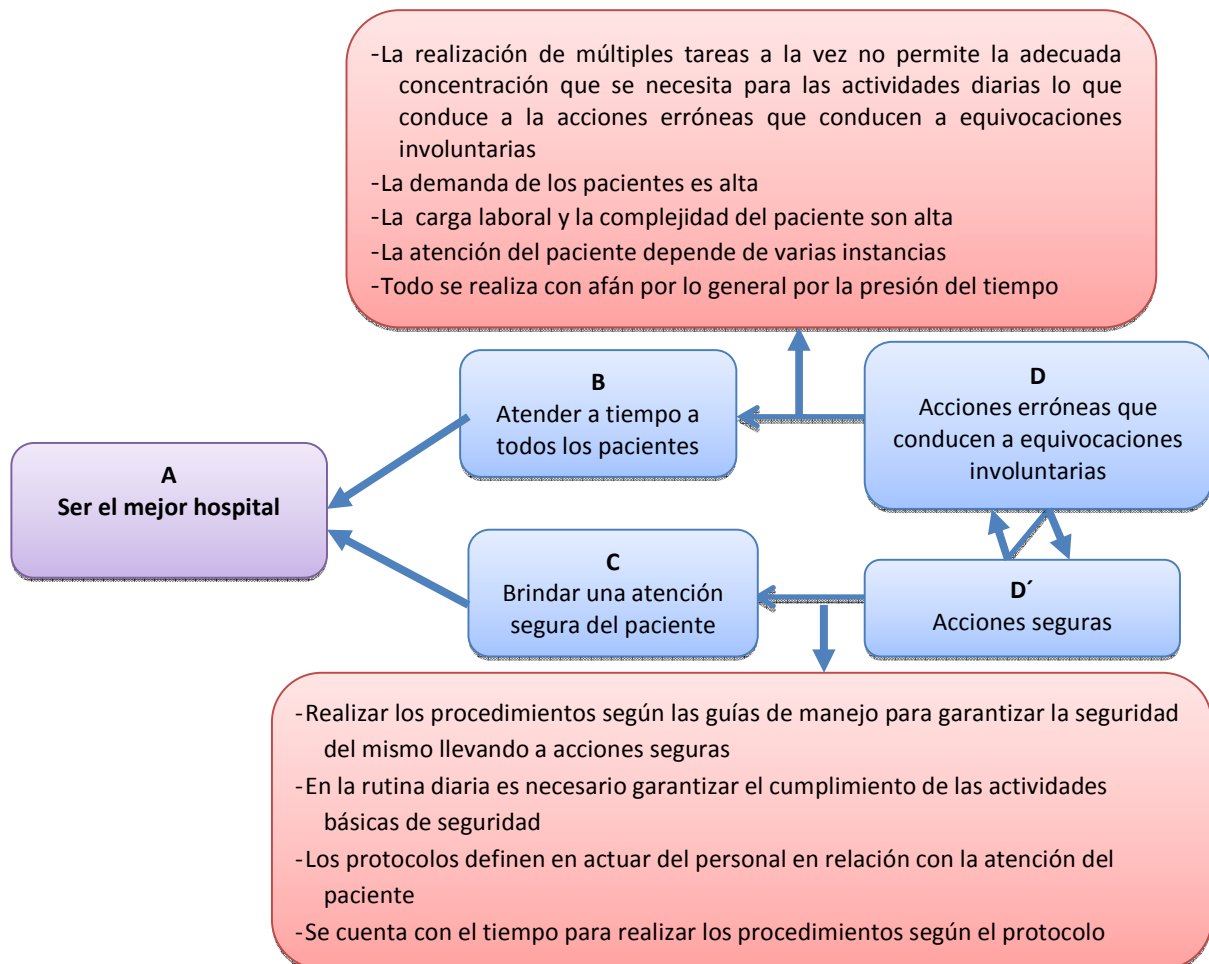 -La realización de múltiples tareas a la vez no permite la adecuada
concentración que se necesita para las actividades diarias lo que
conduce a la acciones erróneas que conducen a equivocaciones
involuntarias
-La demanda de los pacientes es alta
-La carga laboral y la complejidad del paciente son alta
-La atención del paciente depende de varias instancias
-Todo se realiza con afán por lo general por la presión del tiempo
B
Atender a tiempo a
todos los pacientes
D
Acciones erróneas que
conducen a equivocaciones
involuntarias
A
Ser el mejor hospital
C
Brindar una atención
segura del paciente
D´
Acciones seguras
-Realizar los procedimientos según las guías de manejo para garantizar la seguridad
del mismo llevando a acciones seguras
-En la rutina diaria es necesario garantizar el cumplimiento de las actividades
básicas de seguridad
-Los protocolos definen en actuar del personal en relación con la atención del
paciente
-Se cuenta con el tiempo para realizar los procedimientos según el protocolo